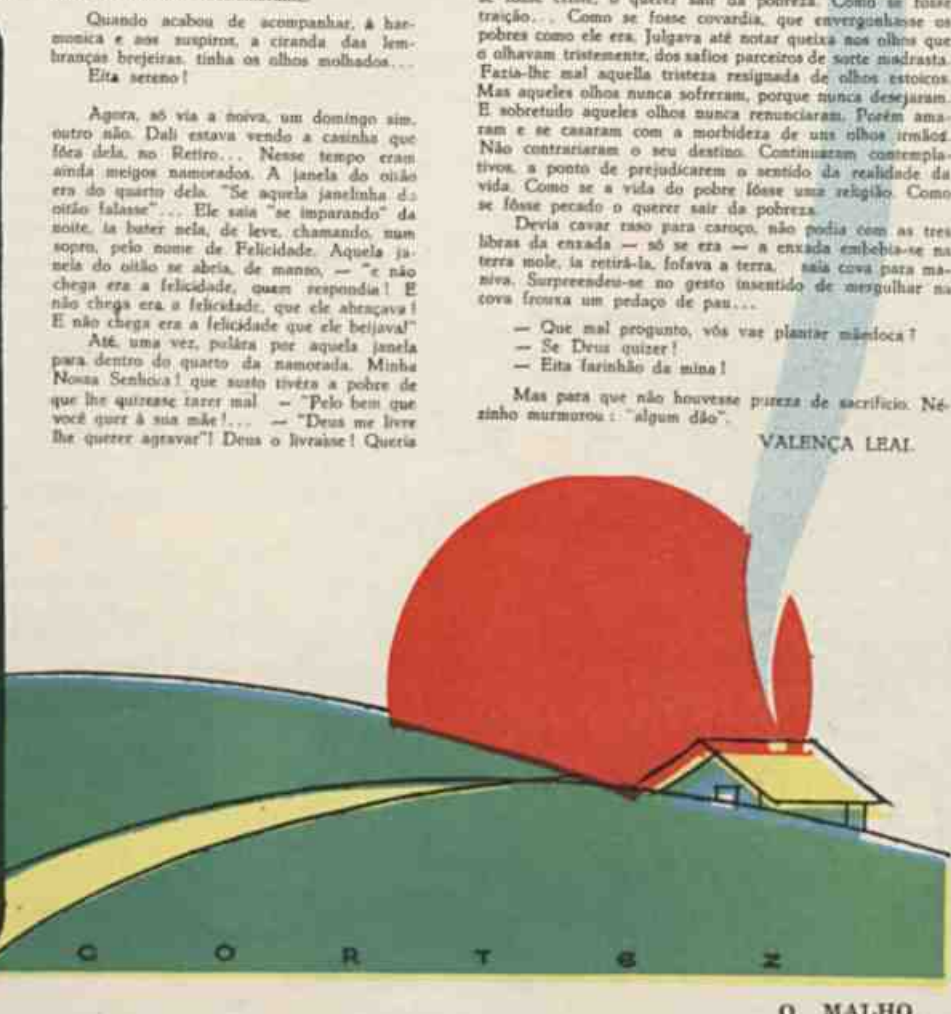 Quando acabou de acompanhar, á har-
monica e aos suspiros, a ciranda das lem-
branças brejeiras, tinha os olhos molhados...
Eita sereno!
Agora, só via a noiva, um domingo sim,
outro não. Dali estava vendo a casinha que
fôra dela, no Retiro... Nesse tempo eram
ainda meigos namorados. A janela do oitão
era do quarto dela. "Se aquela janelinha do
oitão falasse"... Ele saia "se imparando" da
noite, ia bater nela, de leve, chamando, num
sopro, pelo nome de Felicidade. Aquela ja-
nela do oitão se abria, de manso, — "e não
chega era a felicidade, quem respondia! E
não chega era a felicidade, que ele abraçava!
E não chega era a felicidade que ele beijava!"
Até, uma vez, pulára por aquela janela
para dentro do quarto da namorada. Minha
Nossa Senhora! que susto tivéra a pobre de
que lhe quizesse fazer mal — "Pelo bem que
você quer à sua mãe!... — "Deus me livre
lhe querer agravar"! Deus o livrasse! Queria
o querer sair da pobreza. Como se fosse
traição... Como se fosse covardia, que envergonhasse os
pobres como ele era. Julgava até notar queixa nos olhos que
o olhavam tristemente, dos safios parceiros de sorte madrasta.
Fazia-lhe mal aquella tristeza resignada de olhos estoicos
Mas aqueles olhos nunca sofreram, porque nunca desejaram
E sobretudo aqueles olhos nunca renunciaram. Porém ama-
ram e se casaram com a morbideza de uns olhos irmãos.
Não contrariaram o seu destino. Continuaram contempla-
tivos, a ponto de prejudicarem o sentido da realidade da
vida. Como se a vida do pobre fôsse uma religião. Como
se fôsse pecado o querer sair da pobreza.
Devia cavar raso para caroço, não podia com as tres
libras da enxada — só se era — a enxada embebia-se na
terra mole, ia retirá-la, fofava a terra, saia cova para ma-
niva. Surpreendeu-se no gesto insentido de mergulhar na
cova frouxa um pedaço de pau...
— Que mal progunto, vós vae plantar mãndoca?
— Se Deus quizer!
— Eita farinhão da mina!
Mas para que não houvesse pureza de sacrificio. Né-
zinho murmurou: "algum dão".
VALENÇA LEAL
CORTEZ
O MALHO